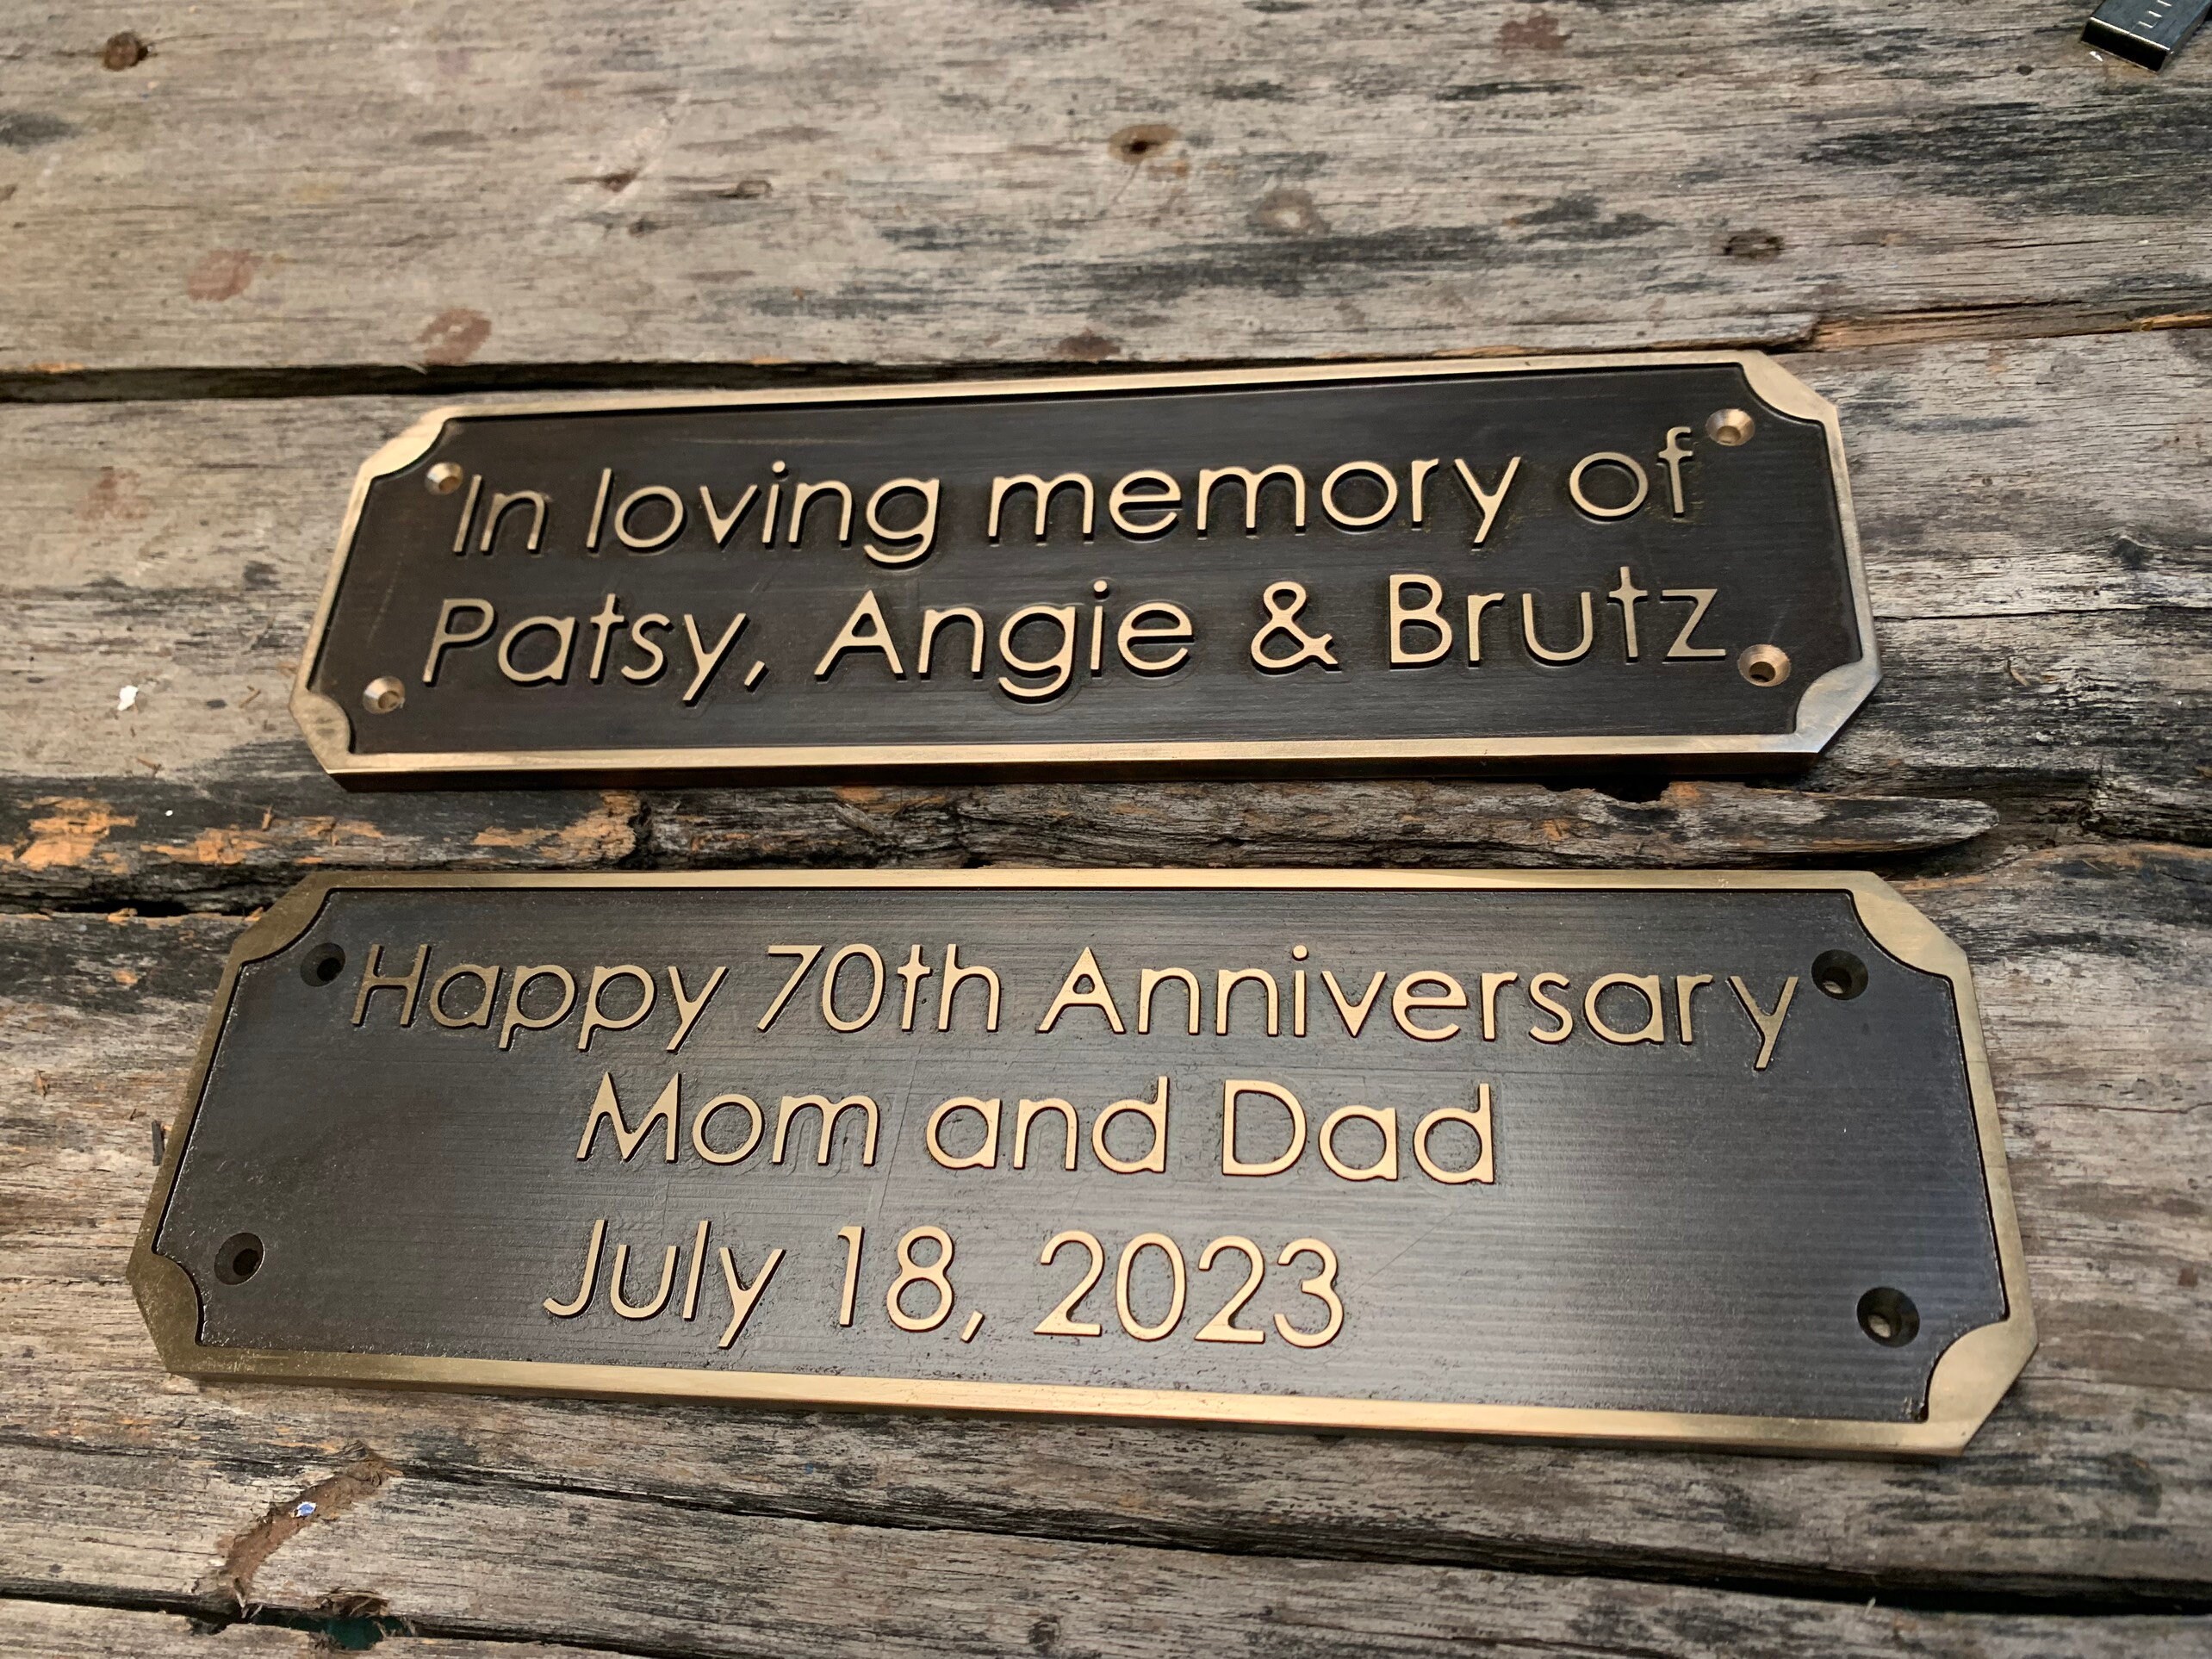 In loving memory of
Patsy, Angie & Brutz
Happy 70th Anniversary
Mom and Dad
July 18, 2023